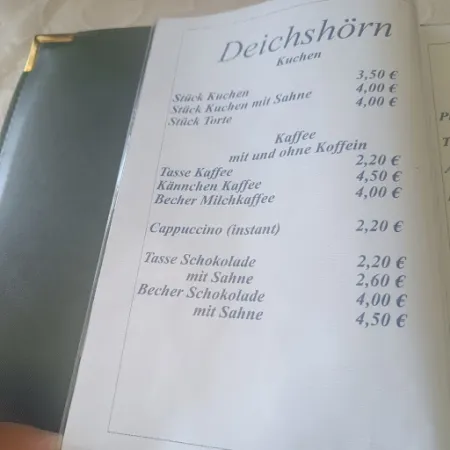 Deichshörn
Kuchen
Stück Kuchen 3,50 €
Stück Kuchen mit Sahne 4,00 €
Stück Torte 4,00 €
Kaffee
mit und ohne Koffein
Tasse Kaffee 2,20 €
Kännchen Kaffee 4,50 €
Becher Milchkaffee 4,00 €
Cappuccino (instant) 2,20 €
Tasse Schokolade 2,20 €
mit Sahne 2,60 €
Becher Schokolade 4,00 €
mit Sahne 4,50 €